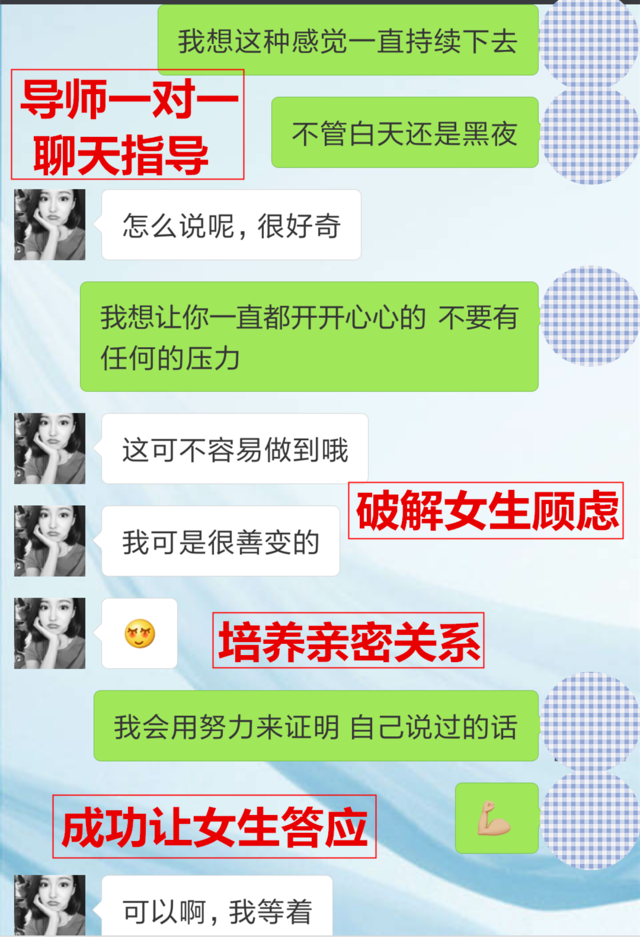 我想这种感觉一直持续下去
导师一对一
聊天指导
不管白天还是黑夜
怎么说呢，很好奇
我想让你一直都开开心心的 不要有
任何的压力
这可不容易做到哦
破解女生顾虑
我可是很善变的
培养亲密关系
我会用努力来证明 自己说过的话
成功让女生答应
可以啊，我等着